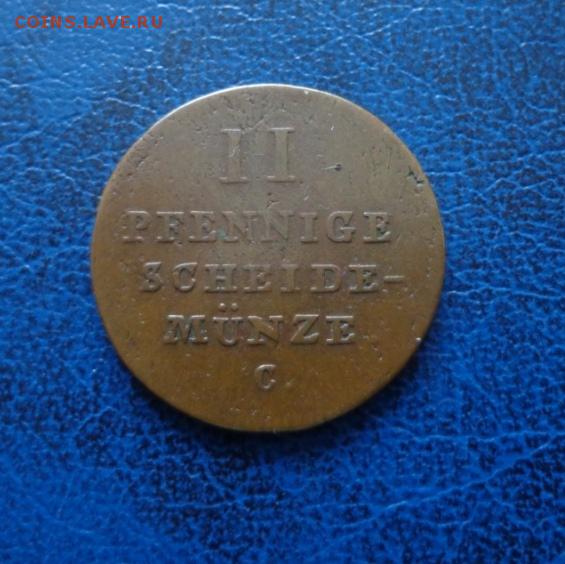 COINS.LAVE.RU
II
PFENNIGE
SCHEIDE-
MÜNZE
C